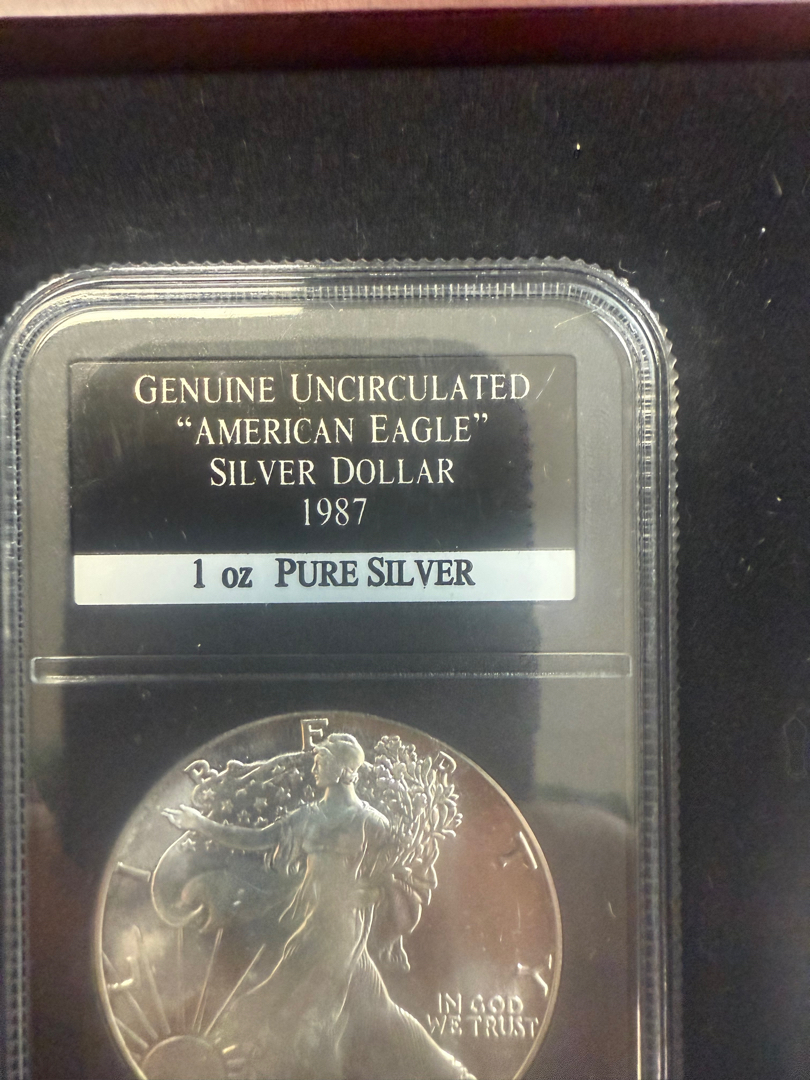 GENUINE UNCIRCULATED
“AMERICAN EAGLE”
SILVER DOLLAR
1987
1 oz PURE SILVER
LIBERTY
IN GOD
WE TRUST